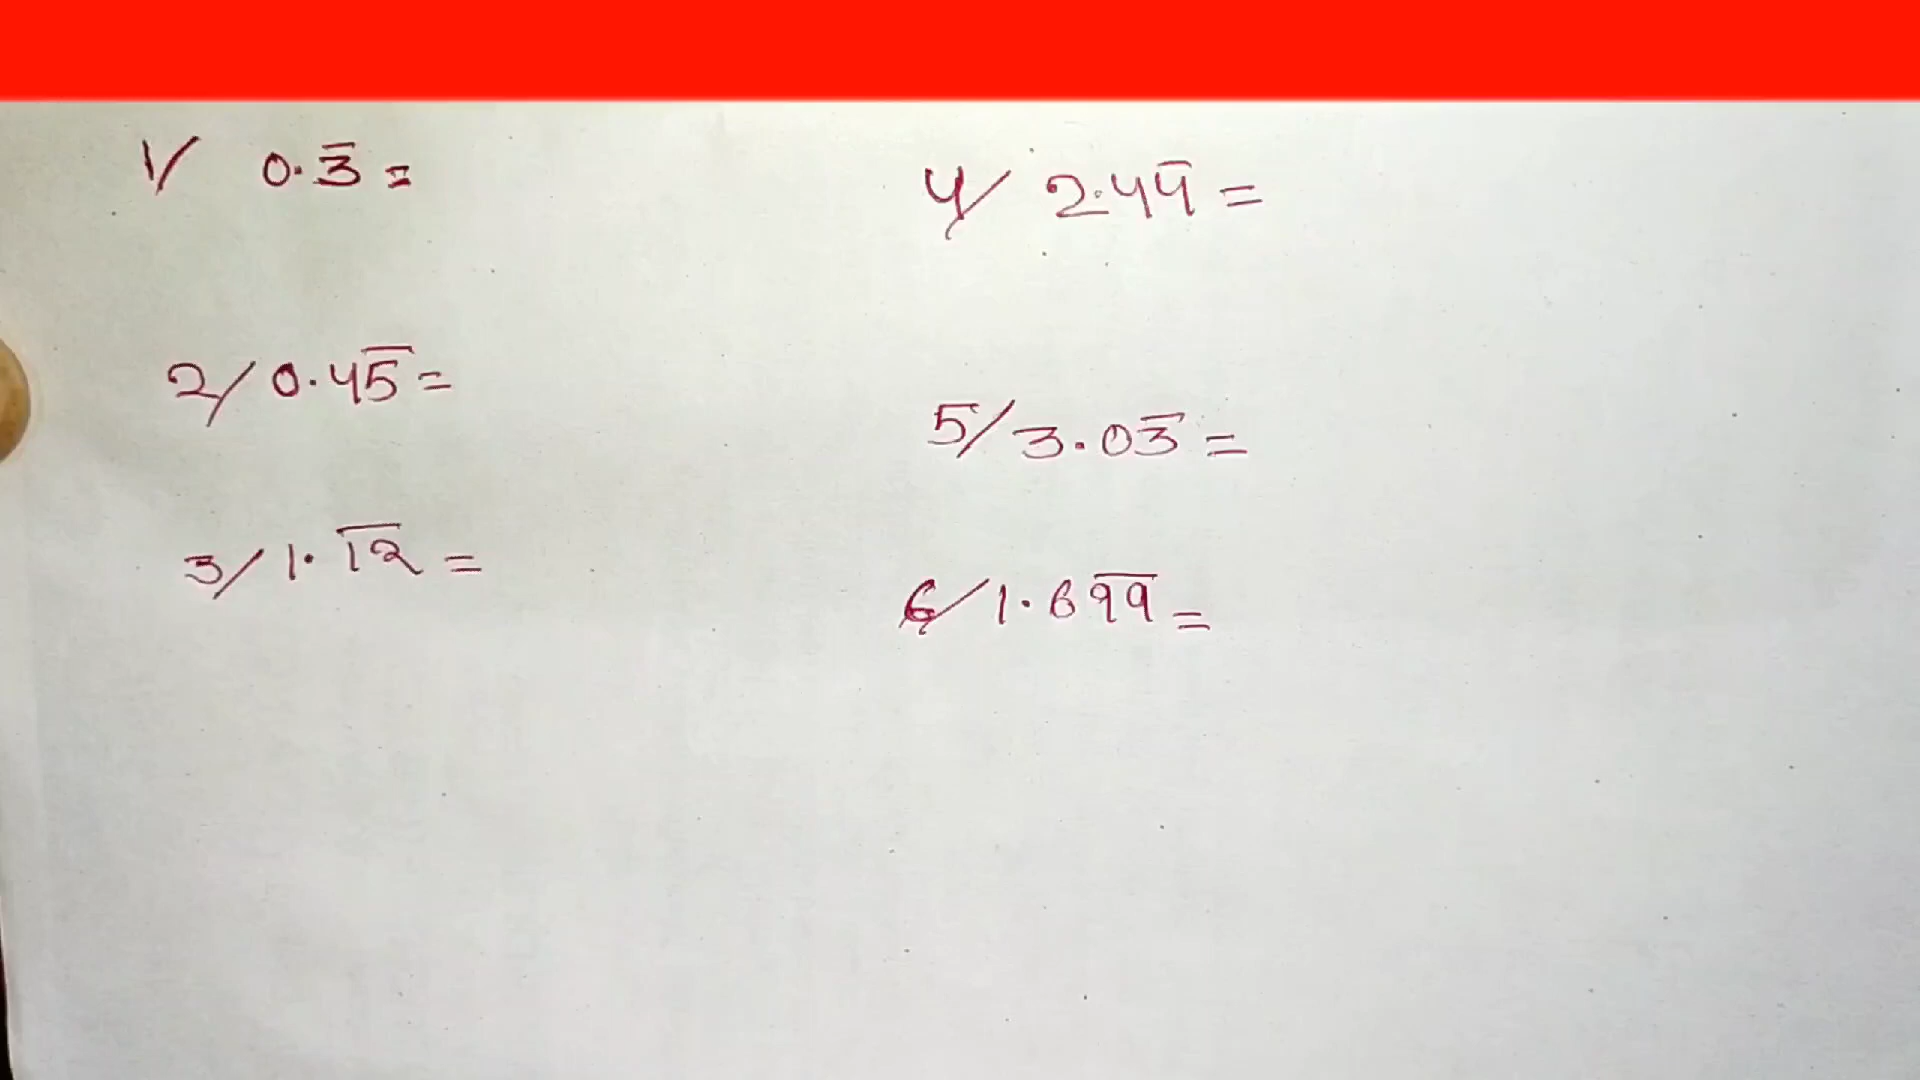 1/ 0.3̅ =
2/ 0.45̅ =
3/ 1.1̅2̅ =
4/ 2.44̅ =
5/ 3.03̅ =
6/ 1.69̅9̅ =